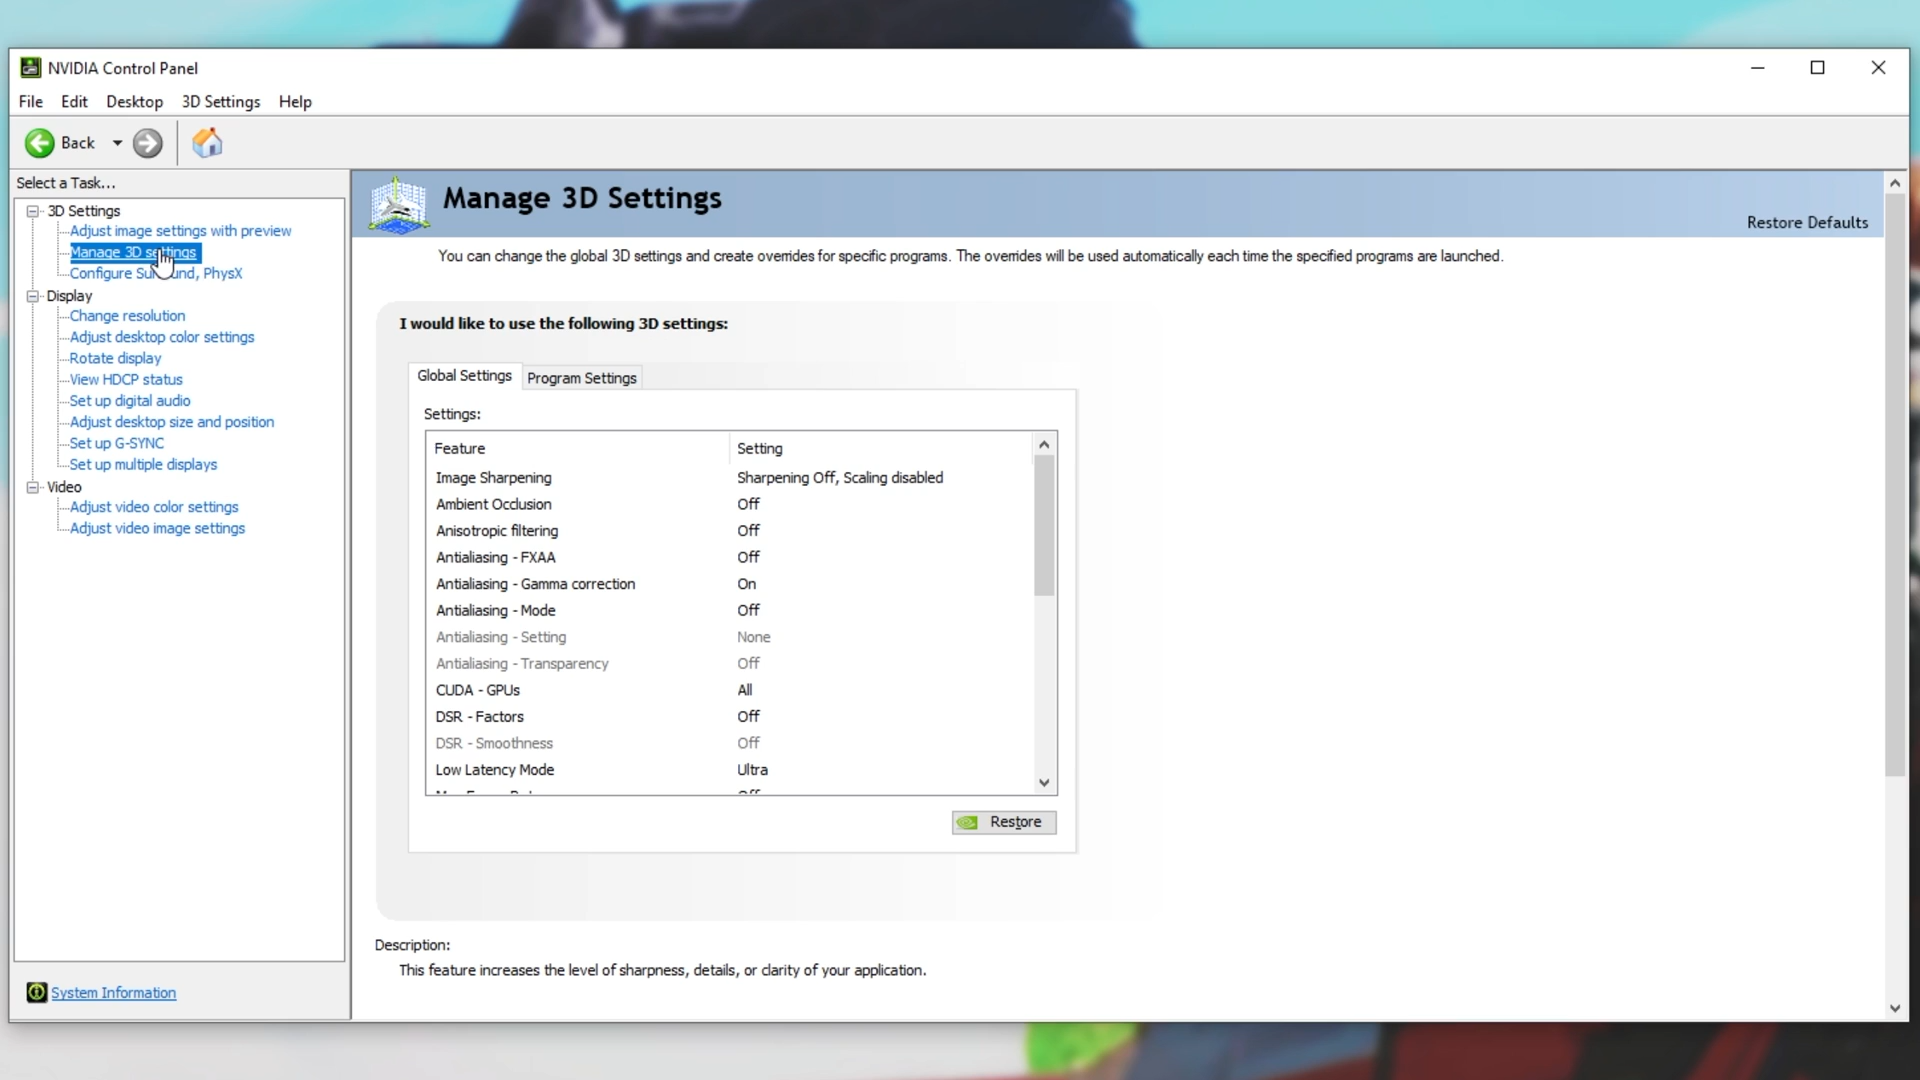 NVIDIA Control Panel
File Edit Desktop 3D Settings Help
Back
Select a Task...
3D Settings
Adjust image settings with preview
Manage 3D settings
Configure Surround, PhysX
Display
Change resolution
Adjust desktop color settings
Rotate display
View HDCP status
Set up digital audio
Adjust desktop size and position
Set up G-SYNC
Set up multiple displays
Video
Adjust video color settings
Adjust video image settings
System Information
Manage 3D Settings
Restore Defaults
You can change the global 3D settings and create overrides for specific programs. The overrides will be used automatically each time the specified programs are launched.
I would like to use the following 3D settings:
Global Settings Program Settings
Settings:
Feature Setting
Image Sharpening Sharpening Off, Scaling disabled
Ambient Occlusion Off
Anisotropic filtering Off
Antialiasing - FXAA Off
Antialiasing - Gamma correction On
Antialiasing - Mode Off
Antialiasing - Setting None
Antialiasing - Transparency Off
CUDA - GPUs All
DSR - Factors Off
DSR - Smoothness Off
Low Latency Mode Ultra
Restore
Description:
This feature increases the level of sharpness, details, or clarity of your application.